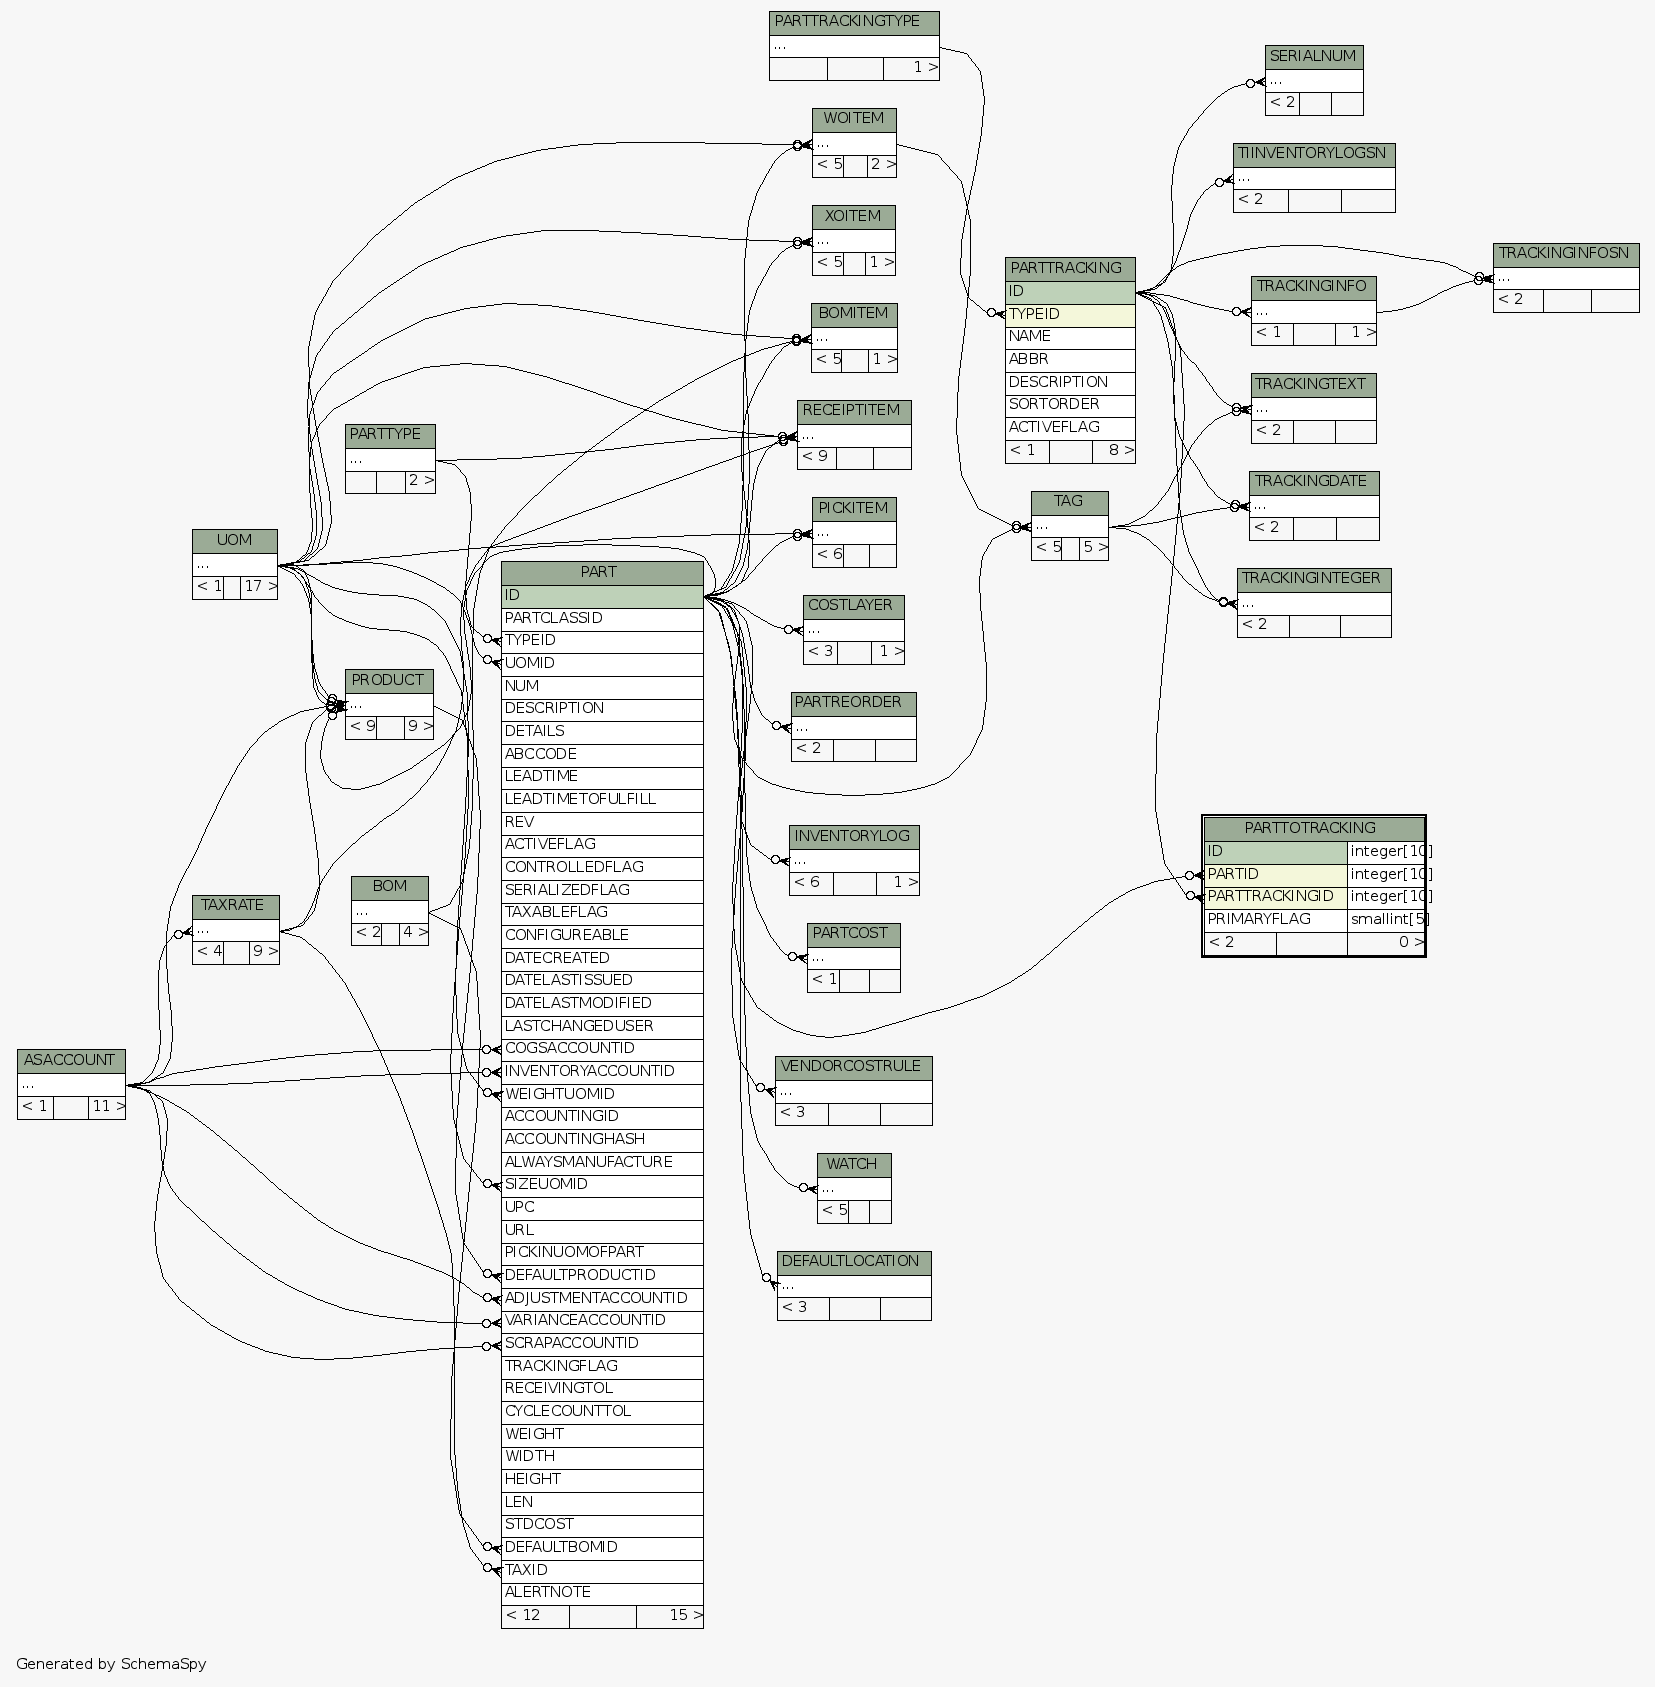 PARTTRACKINGTYPE
...
1 >
WOITEM
...
< 5 2 >
XOITEM
...
< 5 1 >
BOMITEM
...
< 5 1 >
RECEIPTITEM
...
< 9
PICKITEM
...
< 6
COSTLAYER
...
< 3 1 >
PARTREORDER
...
< 2
INVENTORYLOG
...
< 6 1 >
PARTCOST
...
< 1
VENDORCOSTRULE
...
< 3
WATCH
...
< 5
DEFAULTLOCATION
...
< 3
SERIALNUM
...
< 2
TIINVENTORYLOGSN
...
< 2
TRACKINGINFOSN
...
< 2
TRACKINGINFO
...
< 1 1 >
TRACKINGTEXT
...
< 2
TRACKINGDATE
...
< 2
TRACKINGINTEGER
...
< 2
PARTTRACKING
ID
TYPEID
NAME
ABBR
DESCRIPTION
SORTORDER
ACTIVEFLAG
< 1 8 >
TAG
...
< 5 5 >
PARTTOTRACKING
ID integer[10]
PARTID integer[10]
PARTTRACKINGID integer[10]
PRIMARYFLAG smallint[5]
< 2 0 >
PARTTYPE
...
2 >
UOM
...
< 1 17 >
PRODUCT
...
< 9 9 >
BOM
...
< 2 4 >
TAXRATE
...
< 4 9 >
ASACCOUNT
...
< 1 11 >
PART
ID
PARTCLASSID
TYPEID
UOMID
NUM
DESCRIPTION
DETAILS
ABCCODE
LEADTIME
LEADTIMETOFULFILL
REV
ACTIVEFLAG
CONTROLLEDFLAG
SERIALIZEDFLAG
TAXABLEFLAG
CONFIGUREABLE
DATECREATED
DATELASTISSUED
DATELASTMODIFIED
LASTCHANGEDUSER
COGSACCOUNTID
INVENTORYACCOUNTID
WEIGHTUOMID
ACCOUNTINGID
ACCOUNTINGHASH
ALWAYSMANUFACTURE
SIZEUOMID
UPC
URL
PICKINUOMOFPART
DEFAULTPRODUCTID
ADJUSTMENTACCOUNTID
VARIANCEACCOUNTID
SCRAPACCOUNTID
TRACKINGFLAG
RECEIVINGTOL
CYCLECOUNTTOL
WEIGHT
WIDTH
HEIGHT
LEN
STDCOST
DEFAULTBOMID
TAXID
ALERTNOTE
< 12 15 >
Generated by SchemaSpy